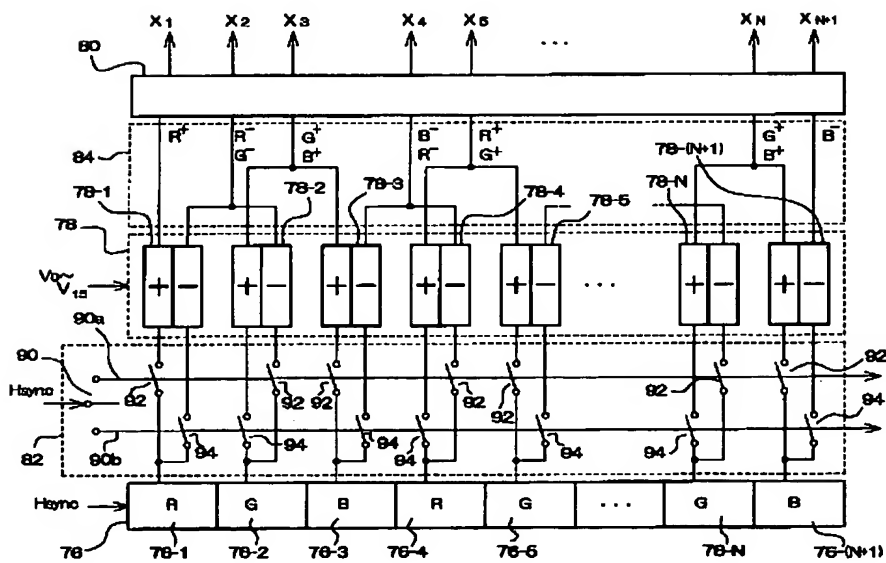 X1 X2 X3 X4 X5 ... XN XN+1
80
R+ R- G+ B- R+ G+ B-
84 G- B+ R- G+ B+ 78-(N+1)
78-1 78-2 78-3 78-4 78-5 78-N
78
+ - + - + - + - + - ... + - + -
V0~V15
90a
90
Hsync
92 92 92 92 92 92 92
94 94 94 94 94 94 94
82 90b
Hsync R G B R G ... G B
76 76-1 76-2 76-3 76-4 76-5 76-N 76-(N+1)